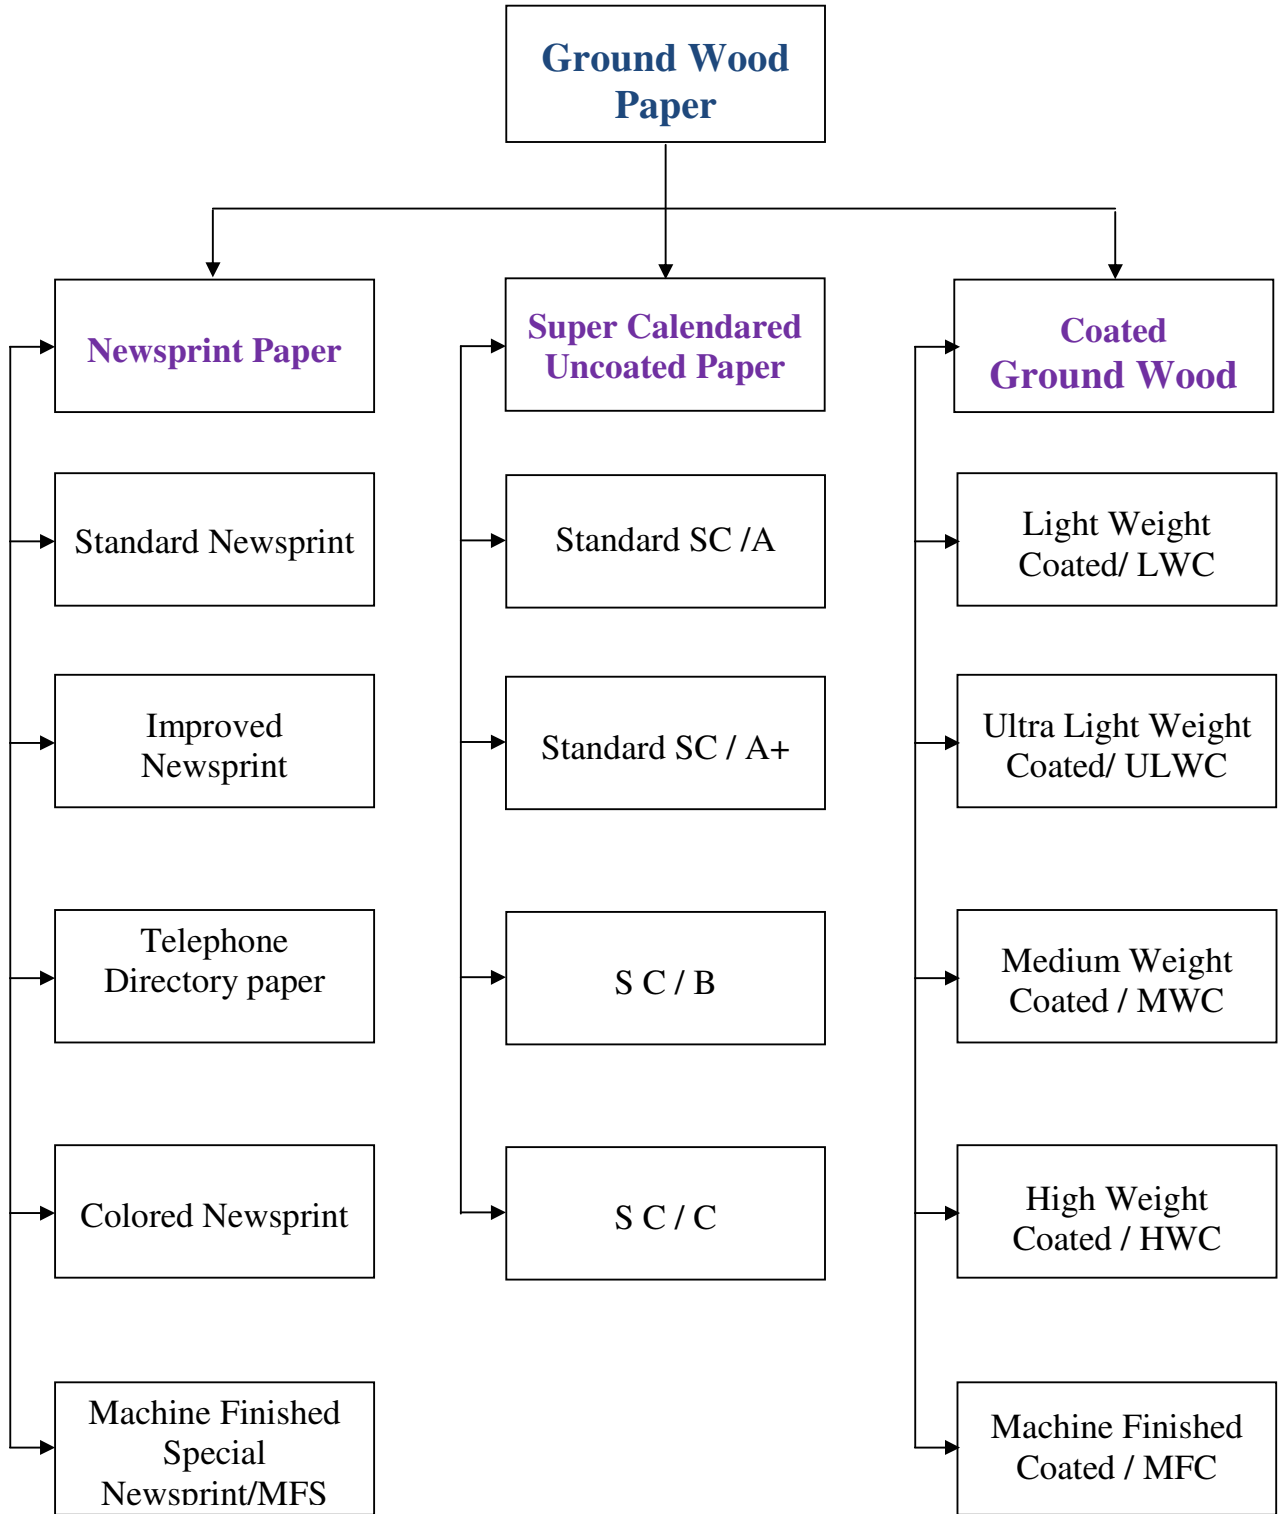 Ground Wood
Paper
Newsprint Paper
Standard Newsprint
Improved
Newsprint
Telephone
Directory paper
Colored Newsprint
Machine Finished
Special
Newsprint/MFS
Super Calendared
Uncoated Paper
Standard SC /A
Standard SC / A+
S C / B
S C / C
Coated
Ground Wood
Light Weight
Coated/ LWC
Ultra Light Weight
Coated/ ULWC
Medium Weight
Coated / MWC
High Weight
Coated / HWC
Machine Finished
Coated / MFC